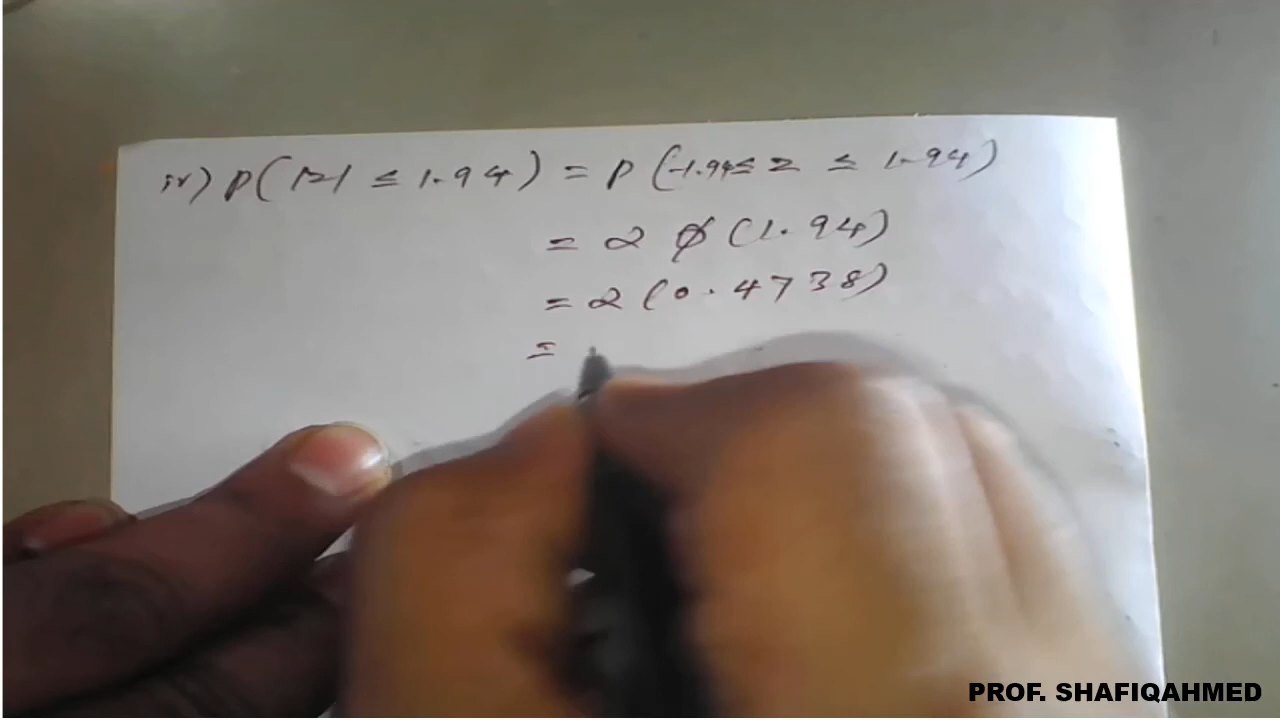 iv) P(|z| ≤ 1.94) = P(-1.94 ≤ z ≤ 1.94)
= 2 ϕ(1.94)
= 2(0.4738)
=
PROF. SHAFIQAHMED